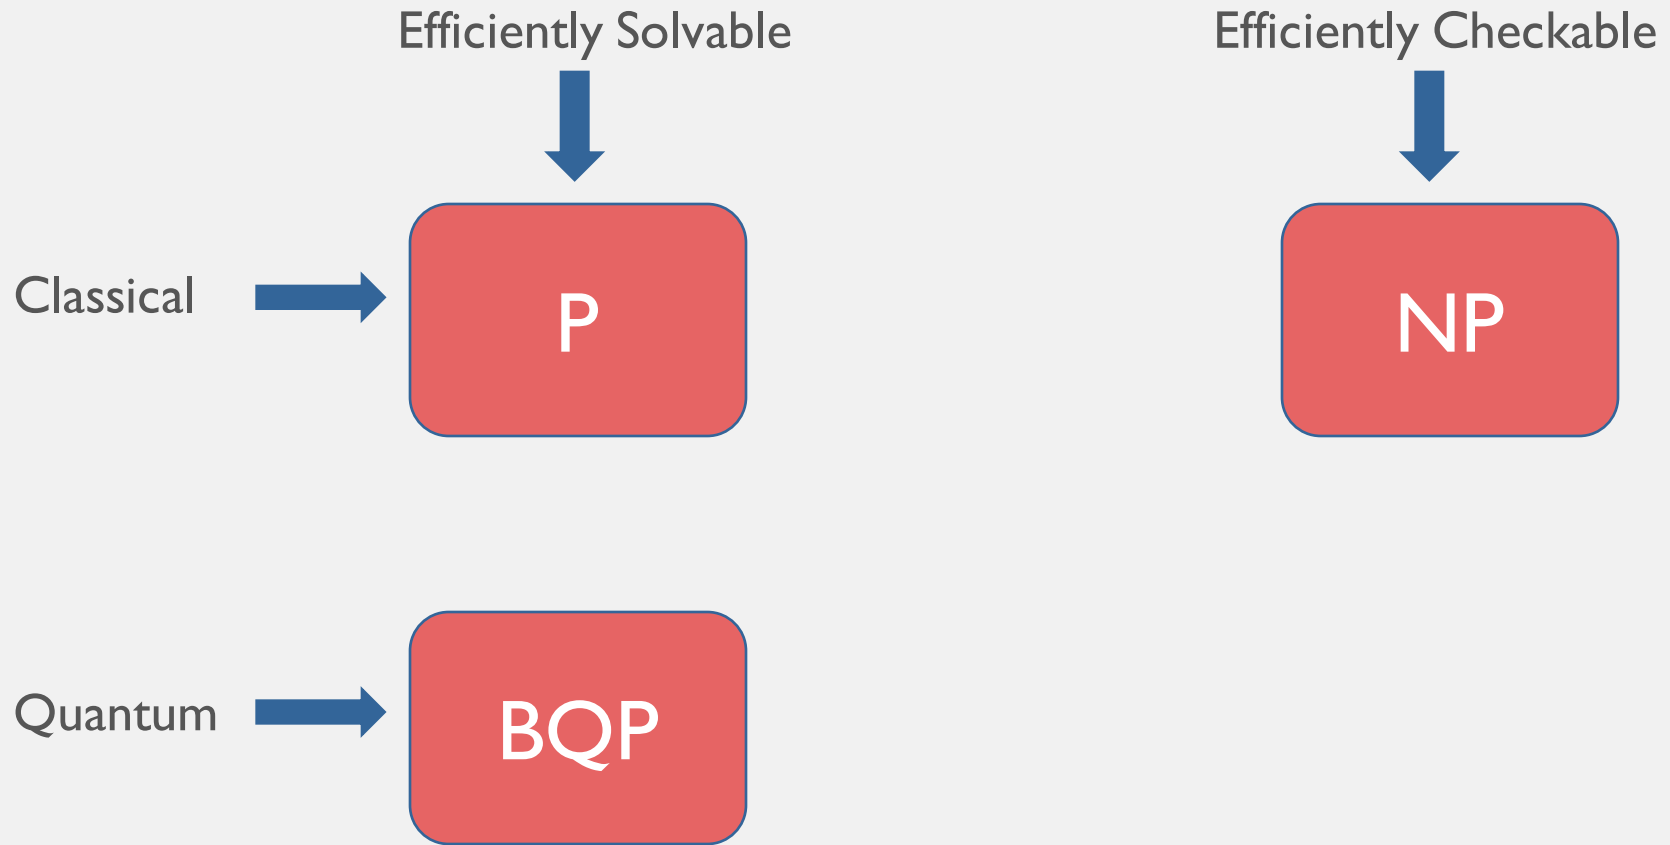 Efficiently Solvable
Efficiently Checkable
Classical
P
NP
Quantum
BQP